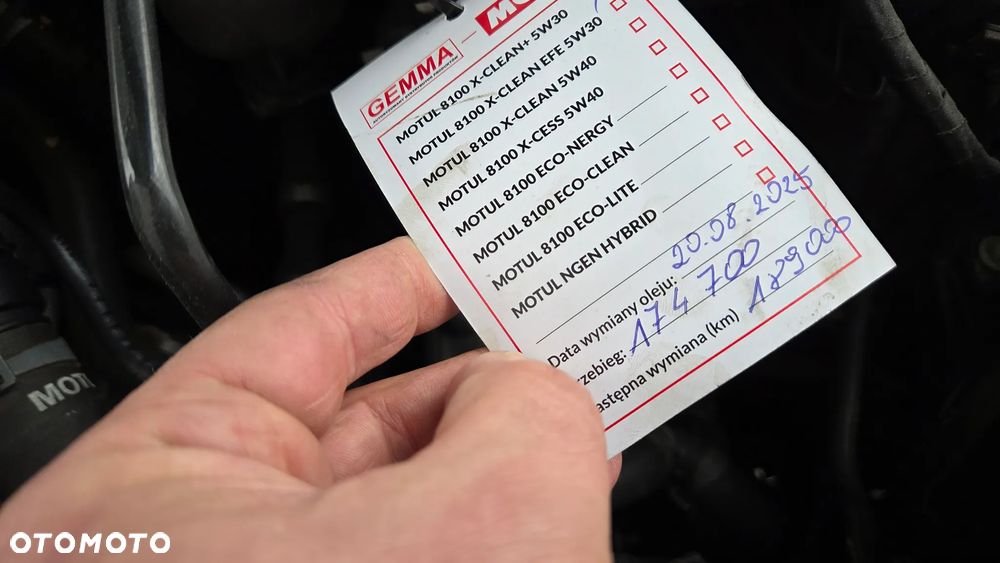 GEMMA
MOTUL 8100 X-CLEAN+ 5W30
MOTUL 8100 X-CLEAN EFE 5W30
MOTUL 8100 X-CLEAN 5W40
MOTUL 8100 X-CESS 5W40
MOTUL 8100 ECO-NERGY
MOTUL 8100 ECO-CLEAN
MOTUL 8100 ECO-LITE
MOTUL NGEN HYBRID
Data wymiany oleju: 20.08.2025
rzebieg: 174 700
astępna wymiana (km) 189000
MOT
OTOMOTO